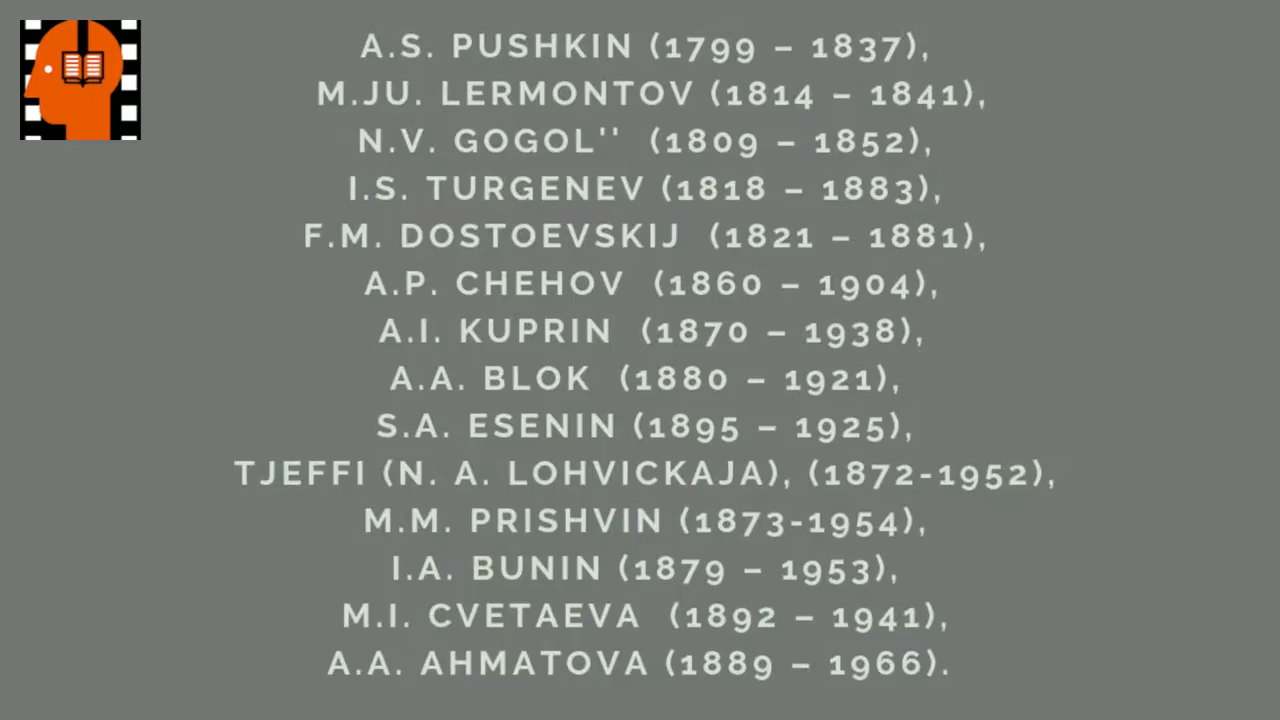 A.S. PUSHKIN (1799 – 1837),
M.JU. LERMONTOV (1814 – 1841),
N.V. GOGOL'' (1809 – 1852),
I.S. TURGENEV (1818 – 1883),
F.M. DOSTOEVSKIJ (1821 – 1881),
A.P. CHEHOV (1860 – 1904),
A.I. KUPRIN (1870 – 1938),
A.A. BLOK (1880 – 1921),
S.A. ESENIN (1895 – 1925),
TJEFFI (N. A. LOHVICKAJA), (1872-1952),
M.M. PRISHVIN (1873-1954),
I.A. BUNIN (1879 – 1953),
M.I. CVETAEVA (1892 – 1941),
A.A. AHMATOVA (1889 – 1966).